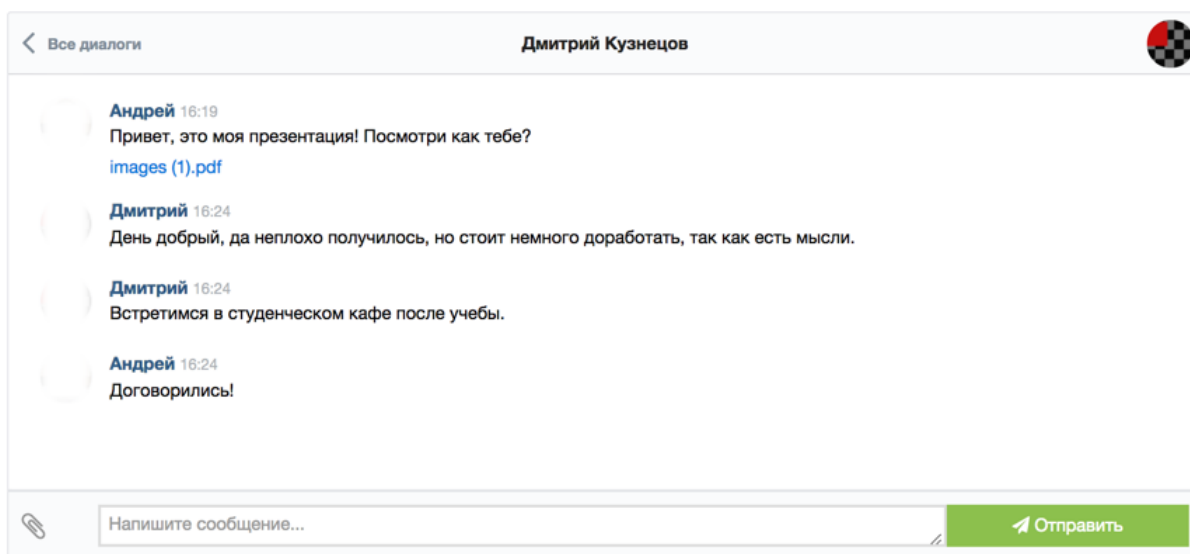 Все диалоги
Дмитрий Кузнецов
Андрей 16:19
Привет, это моя презентация! Посмотри как тебе?
images (1).pdf
Дмитрий 16:24
День добрый, да неплохо получилось, но стоит немного доработать, так как есть мысли.
Дмитрий 16:24
Встретимся в студенческом кафе после учебы.
Андрей 16:24
Договорились!
Напишите сообщение...
Отправить